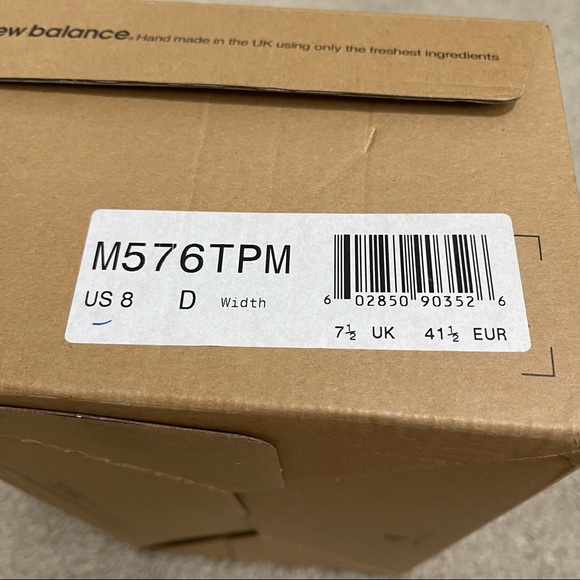 ew balance. Hand made in the UK using only the freshest ingredients
M576TPM
US 8 D Width
6 02850 90352 6
7½ UK 41½ EUR